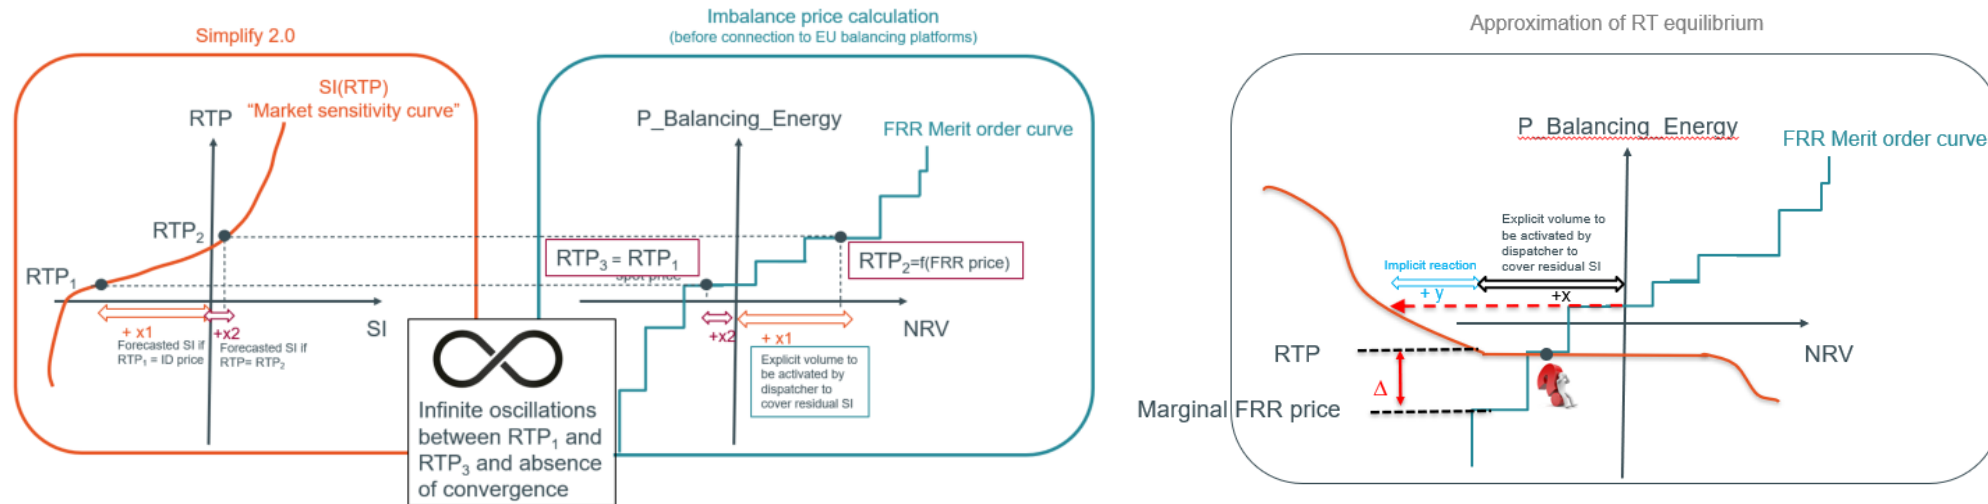 Simplify 2.0
SI(RTP)
“Market sensitivity curve”
RTP
RTP2
RTP1
SI
+ x1
Forecasted SI if
RTP1 = ID price
+x2
Forecasted SI if
RTP= RTP2
Infinite oscillations
between RTP1 and
RTP3 and absence
of convergence
Imbalance price calculation
(before connection to EU balancing platforms)
P_Balancing_Energy
FRR Merit order curve
RTP3 = RTP1
spot price
RTP2=f(FRR price)
NRV
+x2
+ x1
Explicit volume to
be activated by
dispatcher to
cover residual SI
Approximation of RT equilibrium
P_Balancing_Energy
FRR Merit order curve
Explicit volume to
be activated by
dispatcher to
cover residual SI
Implicit reaction
+ y
+x
RTP
NRV
Δ
Marginal FRR price